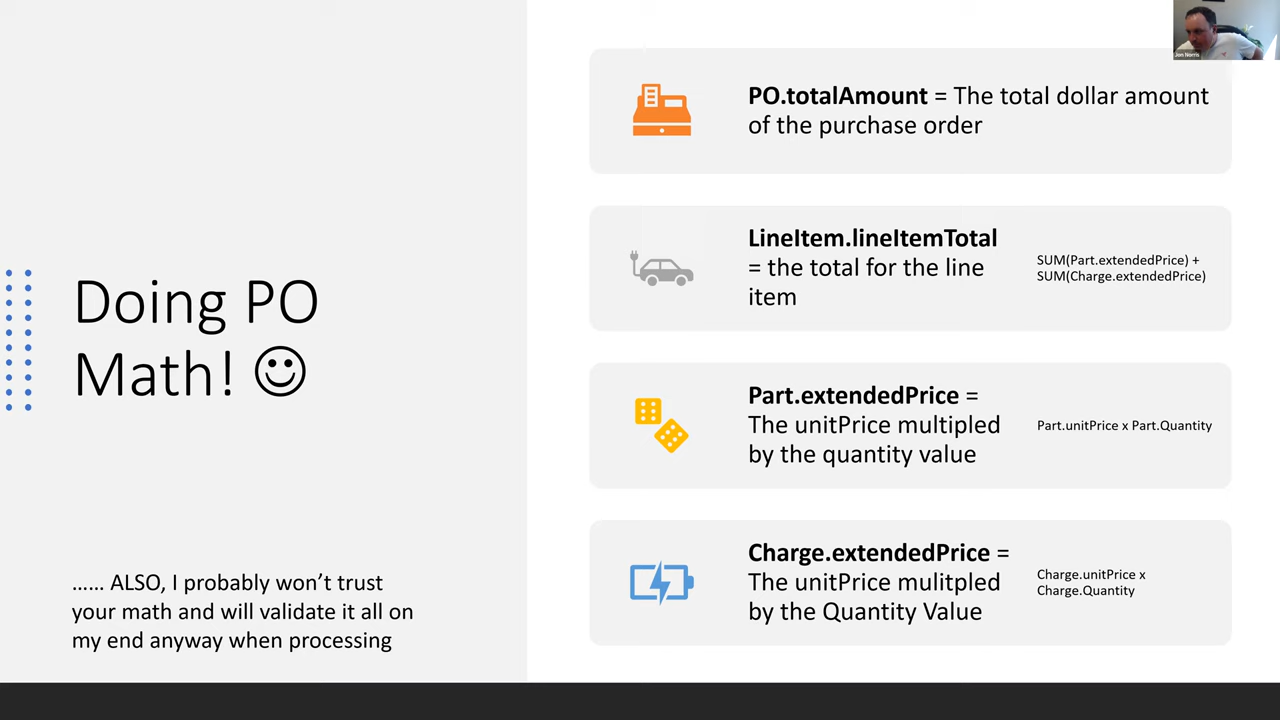 Doing PO
Math! ☺
...... ALSO, I probably won't trust
your math and will validate it all on
my end anyway when processing
PO.totalAmount = The total dollar amount
of the purchase order
LineItem.lineItemTotal
= the total for the line
item
SUM(Part.extendedPrice) +
SUM(Charge.extendedPrice)
Part.extendedPrice =
The unitPrice multipled
by the quantity value
Part.unitPrice x Part.Quantity
Charge.extendedPrice =
The unitPrice mulitpled
by the Quantity Value
Charge.unitPrice x
Charge.Quantity
Jon Norris